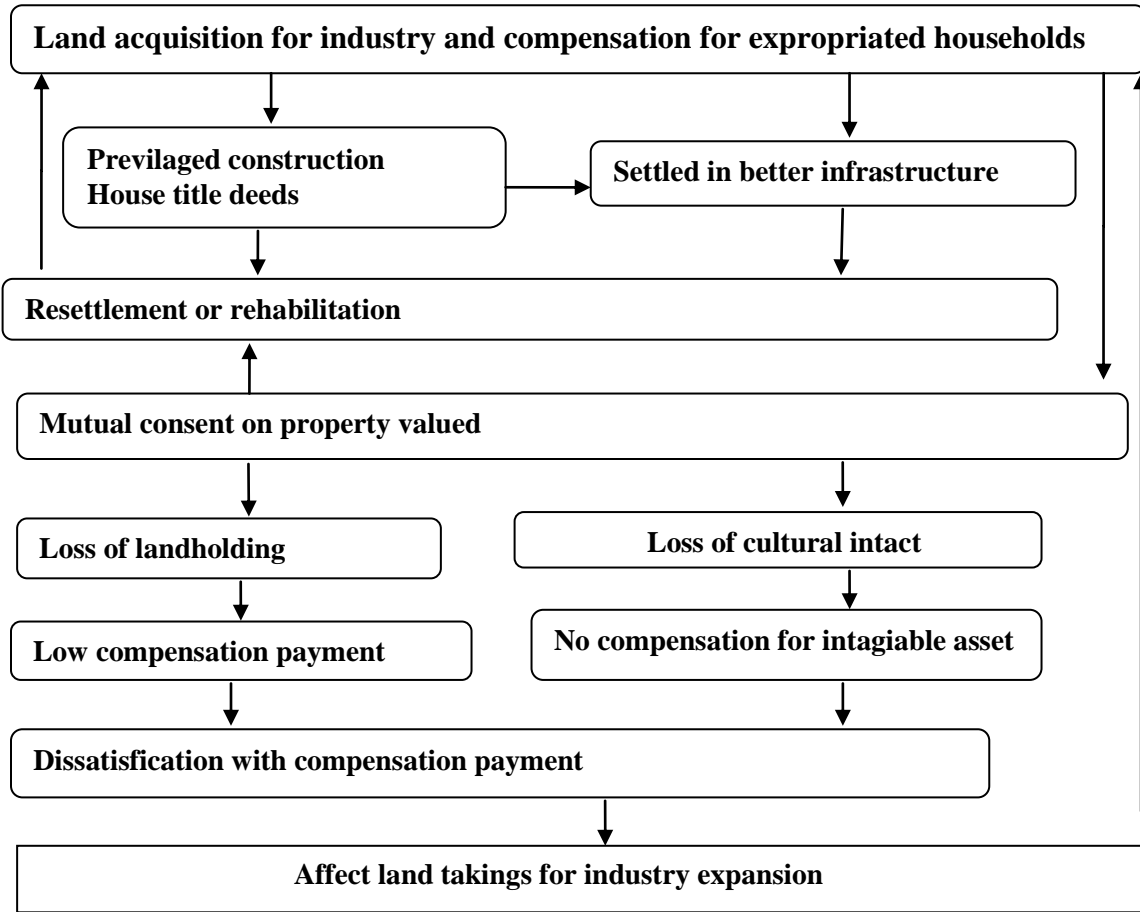 Land acquisition for industry and compensation for expropriated households
Previlaged construction
House title deeds
Settled in better infrastructure
Resettlement or rehabilitation
Mutual consent on property valued
Loss of landholding
Loss of cultural intact
Low compensation payment
No compensation for intagiable asset
Dissatisfication with compensation payment
Affect land takings for industry expansion